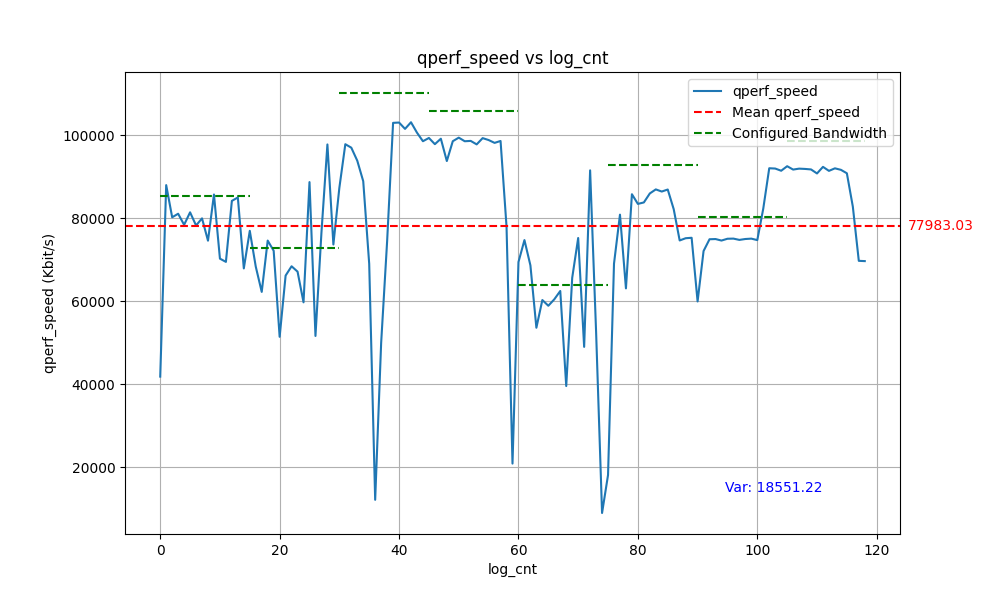 qperf_speed vs log_cnt
qperf_speed
Mean qperf_speed
Configured Bandwidth
100000
80000
60000
40000
20000
qperf_speed (Kbit/s)
77983.03
Var: 18551.22
0
20
40
60
80
100
120
log_cnt